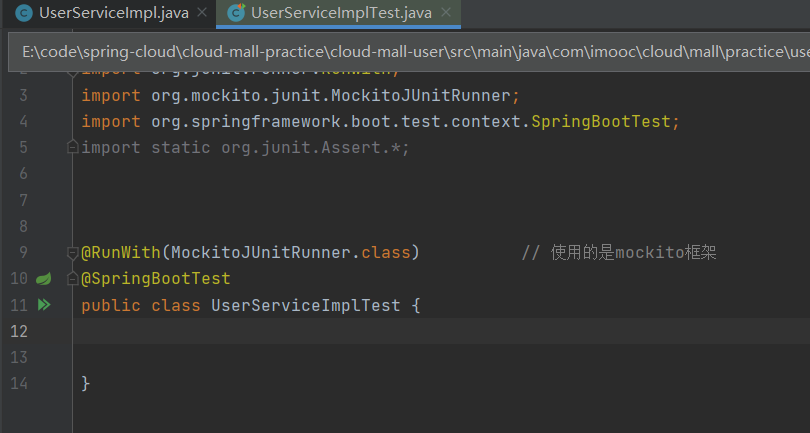 UserServiceImpl.java × UserServiceImplTest.java ×
E:\code\spring-cloud\cloud-mall-practice\cloud-mall-user\src\main\java\com\imooc\cloud\mall\practice\use
2 import org.junit.runner.RunWith;
3 import org.mockito.junit.MockitoJUnitRunner;
4 import org.springframework.boot.test.context.SpringBootTest;
5 import static org.junit.Assert.*;
6
7
8
9 @RunWith(MockitoJUnitRunner.class) // 使用的是mockito框架
10 @SpringBootTest
11 public class UserServiceImplTest {
12
13
14 }